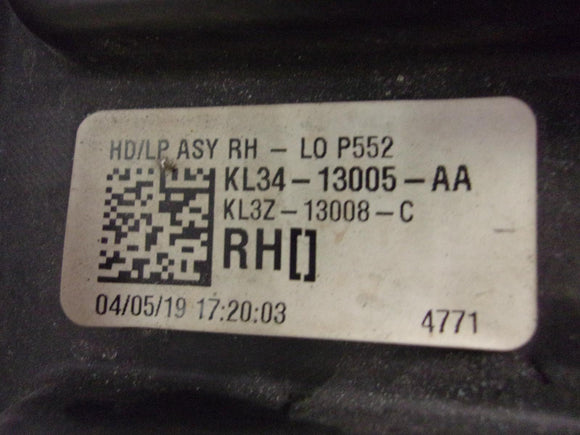 HD/LP ASY RH - LO P552
KL34-13005-AA
KL3Z-13008-C
RH[]
04/05/19 17:20:03
4771